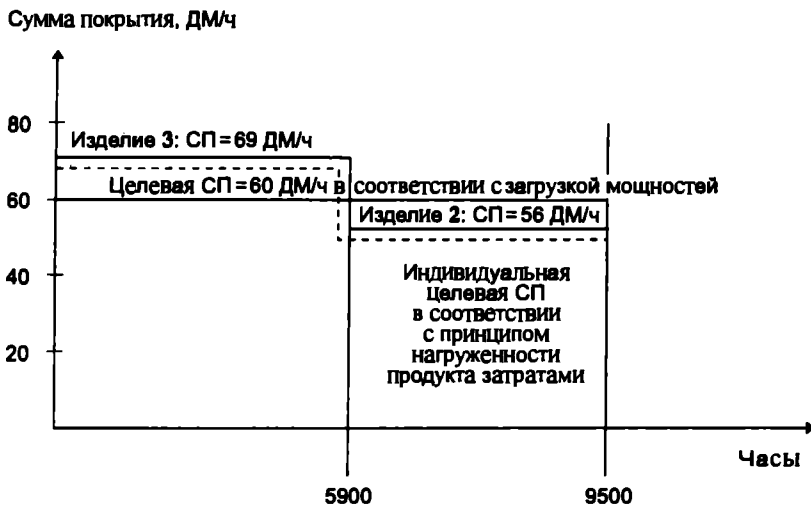 Сумма покрытия, ДМ/ч
80
Изделие 3: СП=69 ДМ/ч
Целевая СП=60 ДМ/ч в соответствии с загрузкой мощностей
60
Изделие 2: СП=56 ДМ/ч
40
Индивидуальная
целевая СП
в соответствии
с принципом
нагруженности
продукта затратами
20
Часы
5900
9500